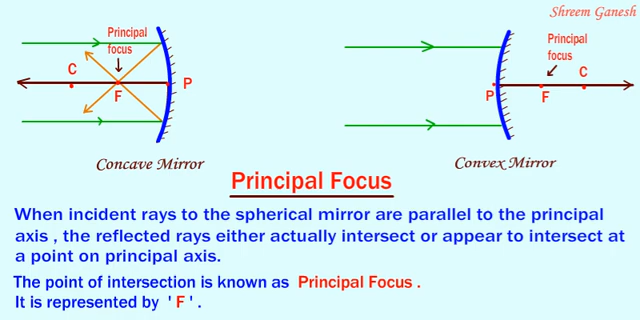 Shreem Ganesh
Principal
focus
C
F
P
Concave Mirror
Principal
focus
P
F
C
Convex Mirror
Principal Focus
When incident rays to the spherical mirror are parallel to the principal
axis , the reflected rays either actually intersect or appear to intersect at
a point on principal axis.
The point of intersection is known as Principal Focus .
It is represented by ' F ' .